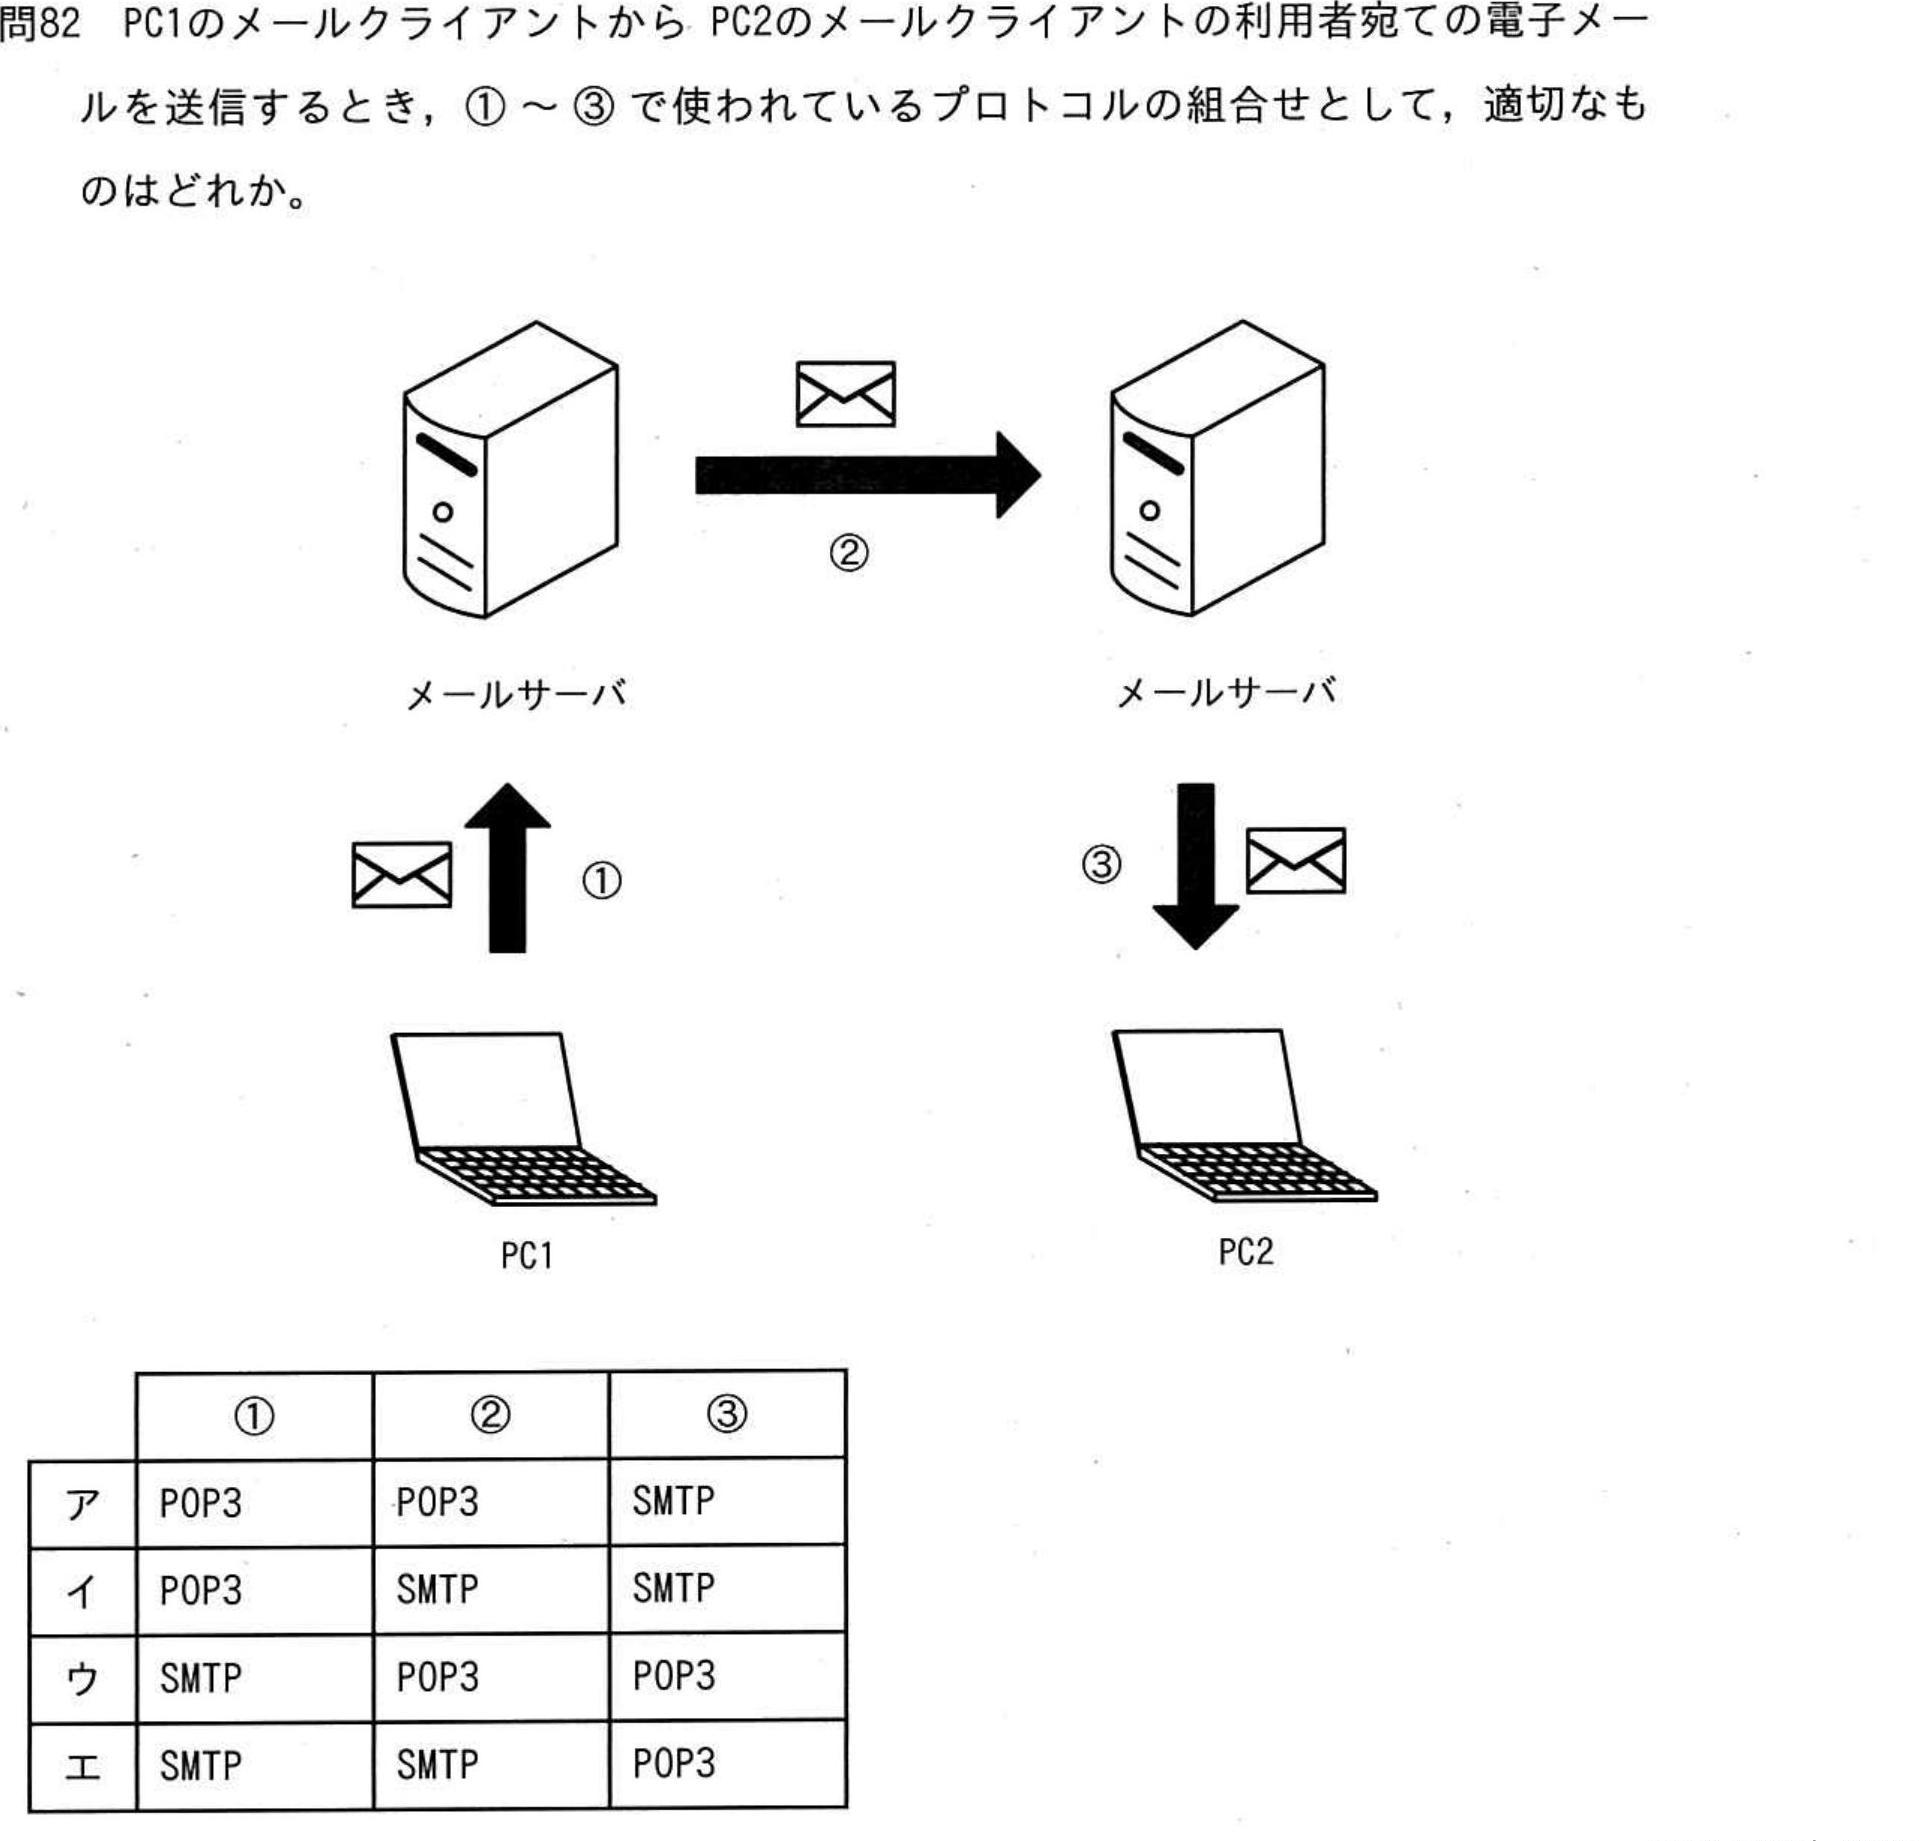 問82　PC1のメールクライアントから PC2のメールクライアントの利用者宛ての電子メー
ルを送信するとき，① ～ ③ で使われているプロトコルの組合せとして，適切なも
のはどれか。
②
メールサーバ　メールサーバ
①　③
PC1　PC2
①　②　③
ア　POP3　POP3　SMTP
イ　POP3　SMTP　SMTP
ウ　SMTP　POP3　POP3
エ　SMTP　SMTP　POP3